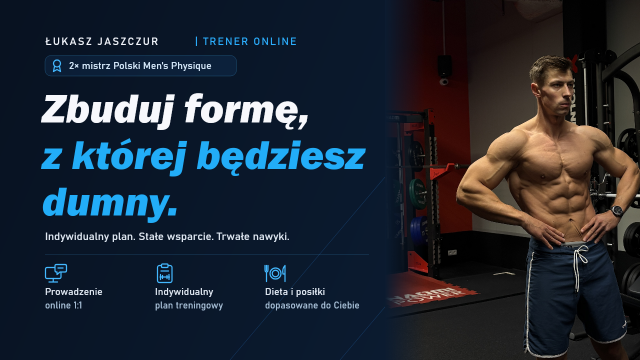 ŁUKASZ JASZCZUR | TRENER ONLINE
2× mistrz Polski Men's Physique
Zbuduj formę,
z której będziesz
dumny.
Indywidualny plan. Stałe wsparcie. Trwałe nawyki.
Prowadzenie
online 1:1
Indywidualny
plan treningowy
Dieta i posiłki
dopasowane do Ciebie